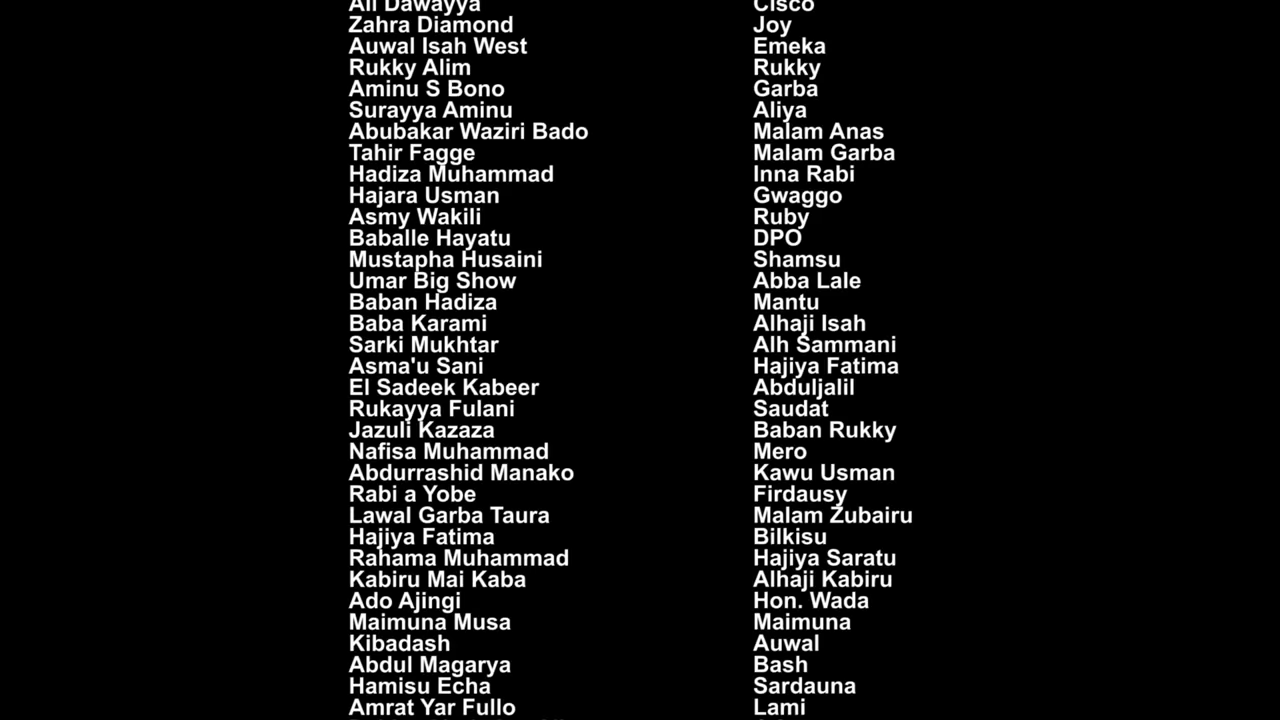 Ali Dawayya Cisco
Zahra Diamond Joy
Auwal Isah West Emeka
Rukky Alim Rukky
Aminu S Bono Garba
Surayya Aminu Aliya
Abubakar Waziri Bado Malam Anas
Tahir Fagge Malam Garba
Hadiza Muhammad Inna Rabi
Hajara Usman Gwaggo
Asmy Wakili Ruby
Baballe Hayatu DPO
Mustapha Husaini Shamsu
Umar Big Show Abba Lale
Baban Hadiza Mantu
Baba Karami Alhaji Isah
Sarki Mukhtar Alh Sammani
Asma'u Sani Hajiya Fatima
El Sadeek Kabeer Abduljalil
Rukayya Fulani Saudat
Jazuli Kazaza Baban Rukky
Nafisa Muhammad Mero
Abdurrashid Manako Kawu Usman
Rabi a Yobe Firdausy
Lawal Garba Taura Malam Zubairu
Hajiya Fatima Bilkisu
Rahama Muhammad Hajiya Saratu
Kabiru Mai Kaba Alhaji Kabiru
Ado Ajingi Hon. Wada
Maimuna Musa Maimuna
Kibadash Auwal
Abdul Magarya Bash
Hamisu Echa Sardauna
Amrat Yar Fullo Lami